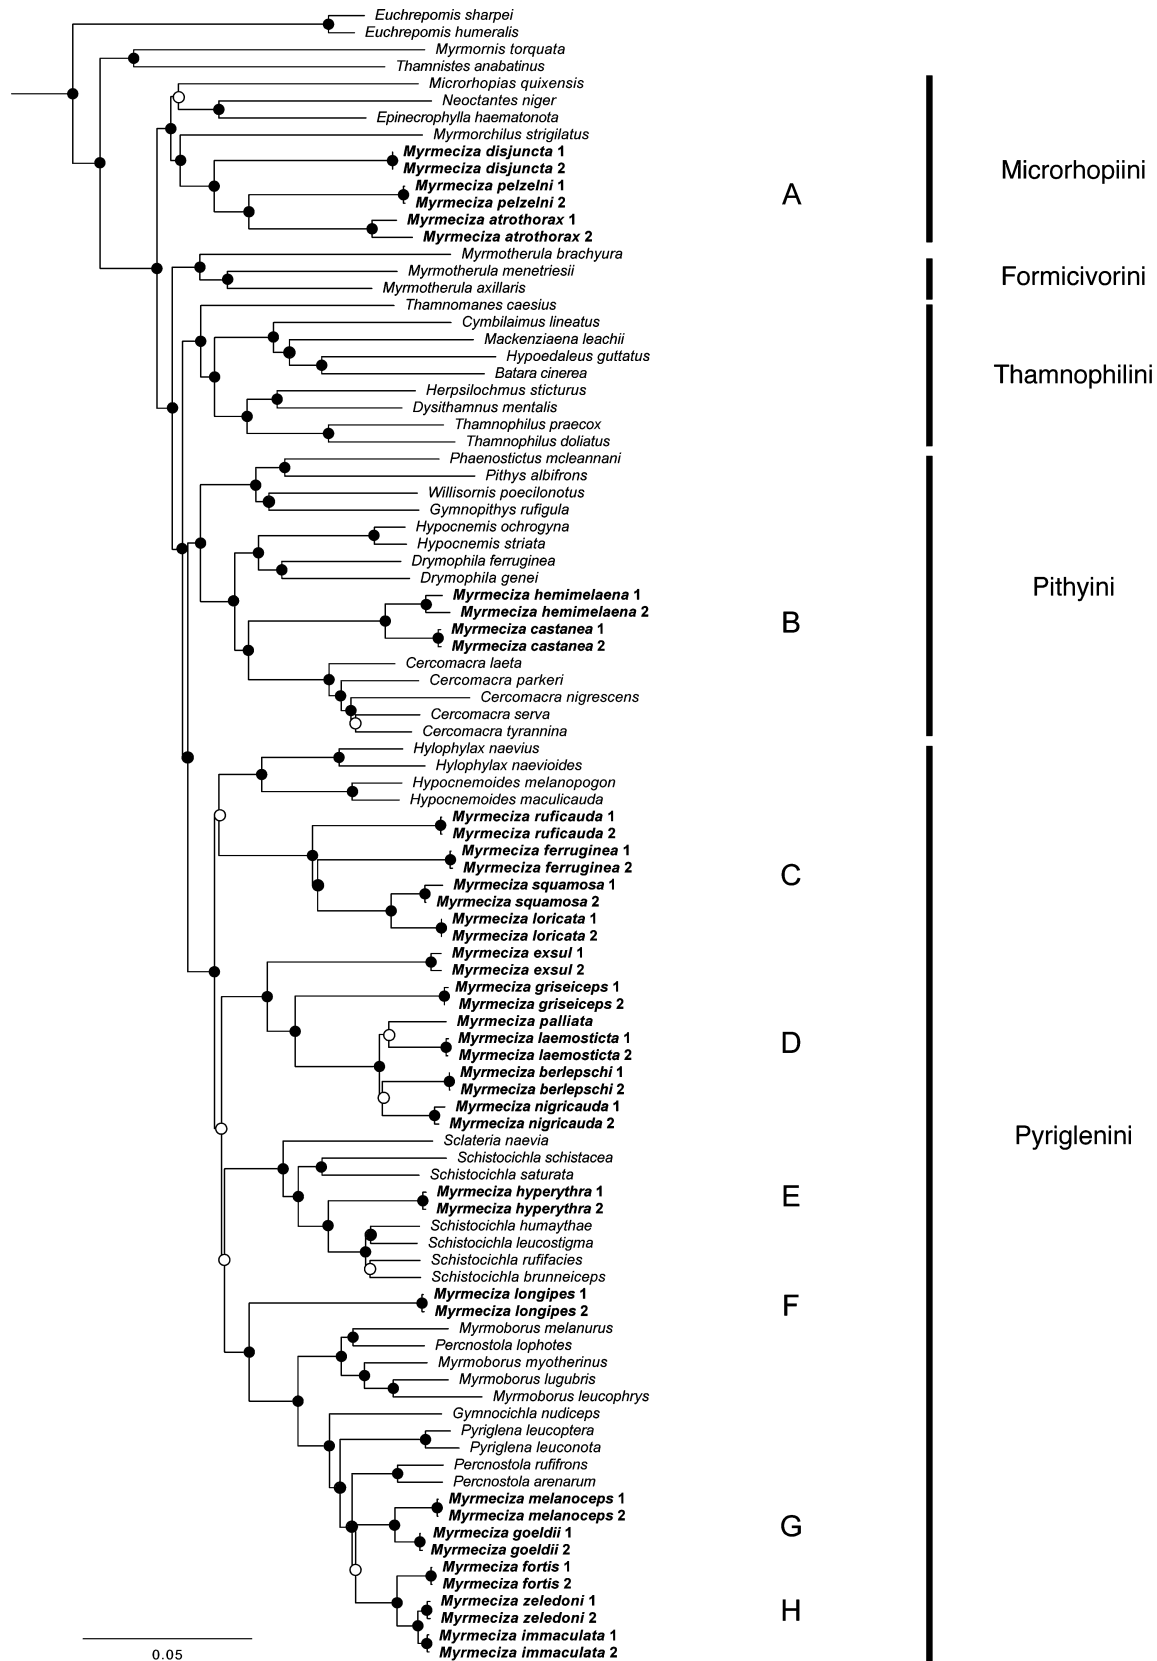 Euchrepomis sharpei
Euchrepomis humeralis
Myrmornis torquata
Thamnistes anabatinus
Microrhopias quixensis
Neoctantes niger
Epinecrophylla haematonota
Myrmorchilus strigilatus
Myrmeciza disjuncta 1
Myrmeciza disjuncta 2
Myrmeciza pelzelni 1
Myrmeciza pelzelni 2
Myrmeciza atrothorax 1
Myrmeciza atrothorax 2
A
Microrhopiini
Myrmotherula brachyura
Myrmotherula menetriesii
Myrmotherula axillaris
Formicivorini
Thamnomanes caesius
Cymbilaimus lineatus
Mackenziaena leachii
Hypoedaleus guttatus
Batara cinerea
Herpsilochmus sticturus
Dysithamnus mentalis
Thamnophilus praecox
Thamnophilus doliatus
Thamnophilini
Phaenostictus mcleannani
Pithys albifrons
Willisornis poecilonotus
Gymnopithys rufigula
Hypocnemis ochrogyna
Hypocnemis striata
Drymophila ferruginea
Drymophila genei
Myrmeciza hemimelaena 1
Myrmeciza hemimelaena 2
Myrmeciza castanea 1
Myrmeciza castanea 2
B
Cercomacra laeta
Cercomacra parkeri
Cercomacra nigrescens
Cercomacra serva
Cercomacra tyrannina
Pithyini
Hylophylax naevius
Hylophylax naevioides
Hypocnemoides melanopogon
Hypocnemoides maculicauda
Myrmeciza ruficauda 1
Myrmeciza ruficauda 2
Myrmeciza ferruginea 1
Myrmeciza ferruginea 2
Myrmeciza squamosa 1
Myrmeciza squamosa 2
Myrmeciza loricata 1
Myrmeciza loricata 2
C
Myrmeciza exsul 1
Myrmeciza exsul 2
Myrmeciza griseiceps 1
Myrmeciza griseiceps 2
Myrmeciza palliata
Myrmeciza laemosticta 1
Myrmeciza laemosticta 2
Myrmeciza berlepschi 1
Myrmeciza berlepschi 2
Myrmeciza nigricauda 1
Myrmeciza nigricauda 2
D
Sclateria naevia
Schistocichla schistacea
Schistocichla saturata
Myrmeciza hyperythra 1
Myrmeciza hyperythra 2
E
Schistocichla humaythae
Schistocichla leucostigma
Schistocichla rufifacies
Schistocichla brunneiceps
Myrmeciza longipes 1
Myrmeciza longipes 2
F
Myrmoborus melanurus
Percnostola lophotes
Myrmoborus myotherinus
Myrmoborus lugubris
Myrmoborus leucophrys
Gymnocichla nudiceps
Pyriglena leucoptera
Pyriglena leuconota
Percnostola rufifrons
Percnostola arenarum
Myrmeciza melanoceps 1
Myrmeciza melanoceps 2
Myrmeciza goeldii 1
Myrmeciza goeldii 2
G
Myrmeciza fortis 1
Myrmeciza fortis 2
Myrmeciza zeledoni 1
Myrmeciza zeledoni 2
Myrmeciza immaculata 1
Myrmeciza immaculata 2
H
Pyriglenini
0.05